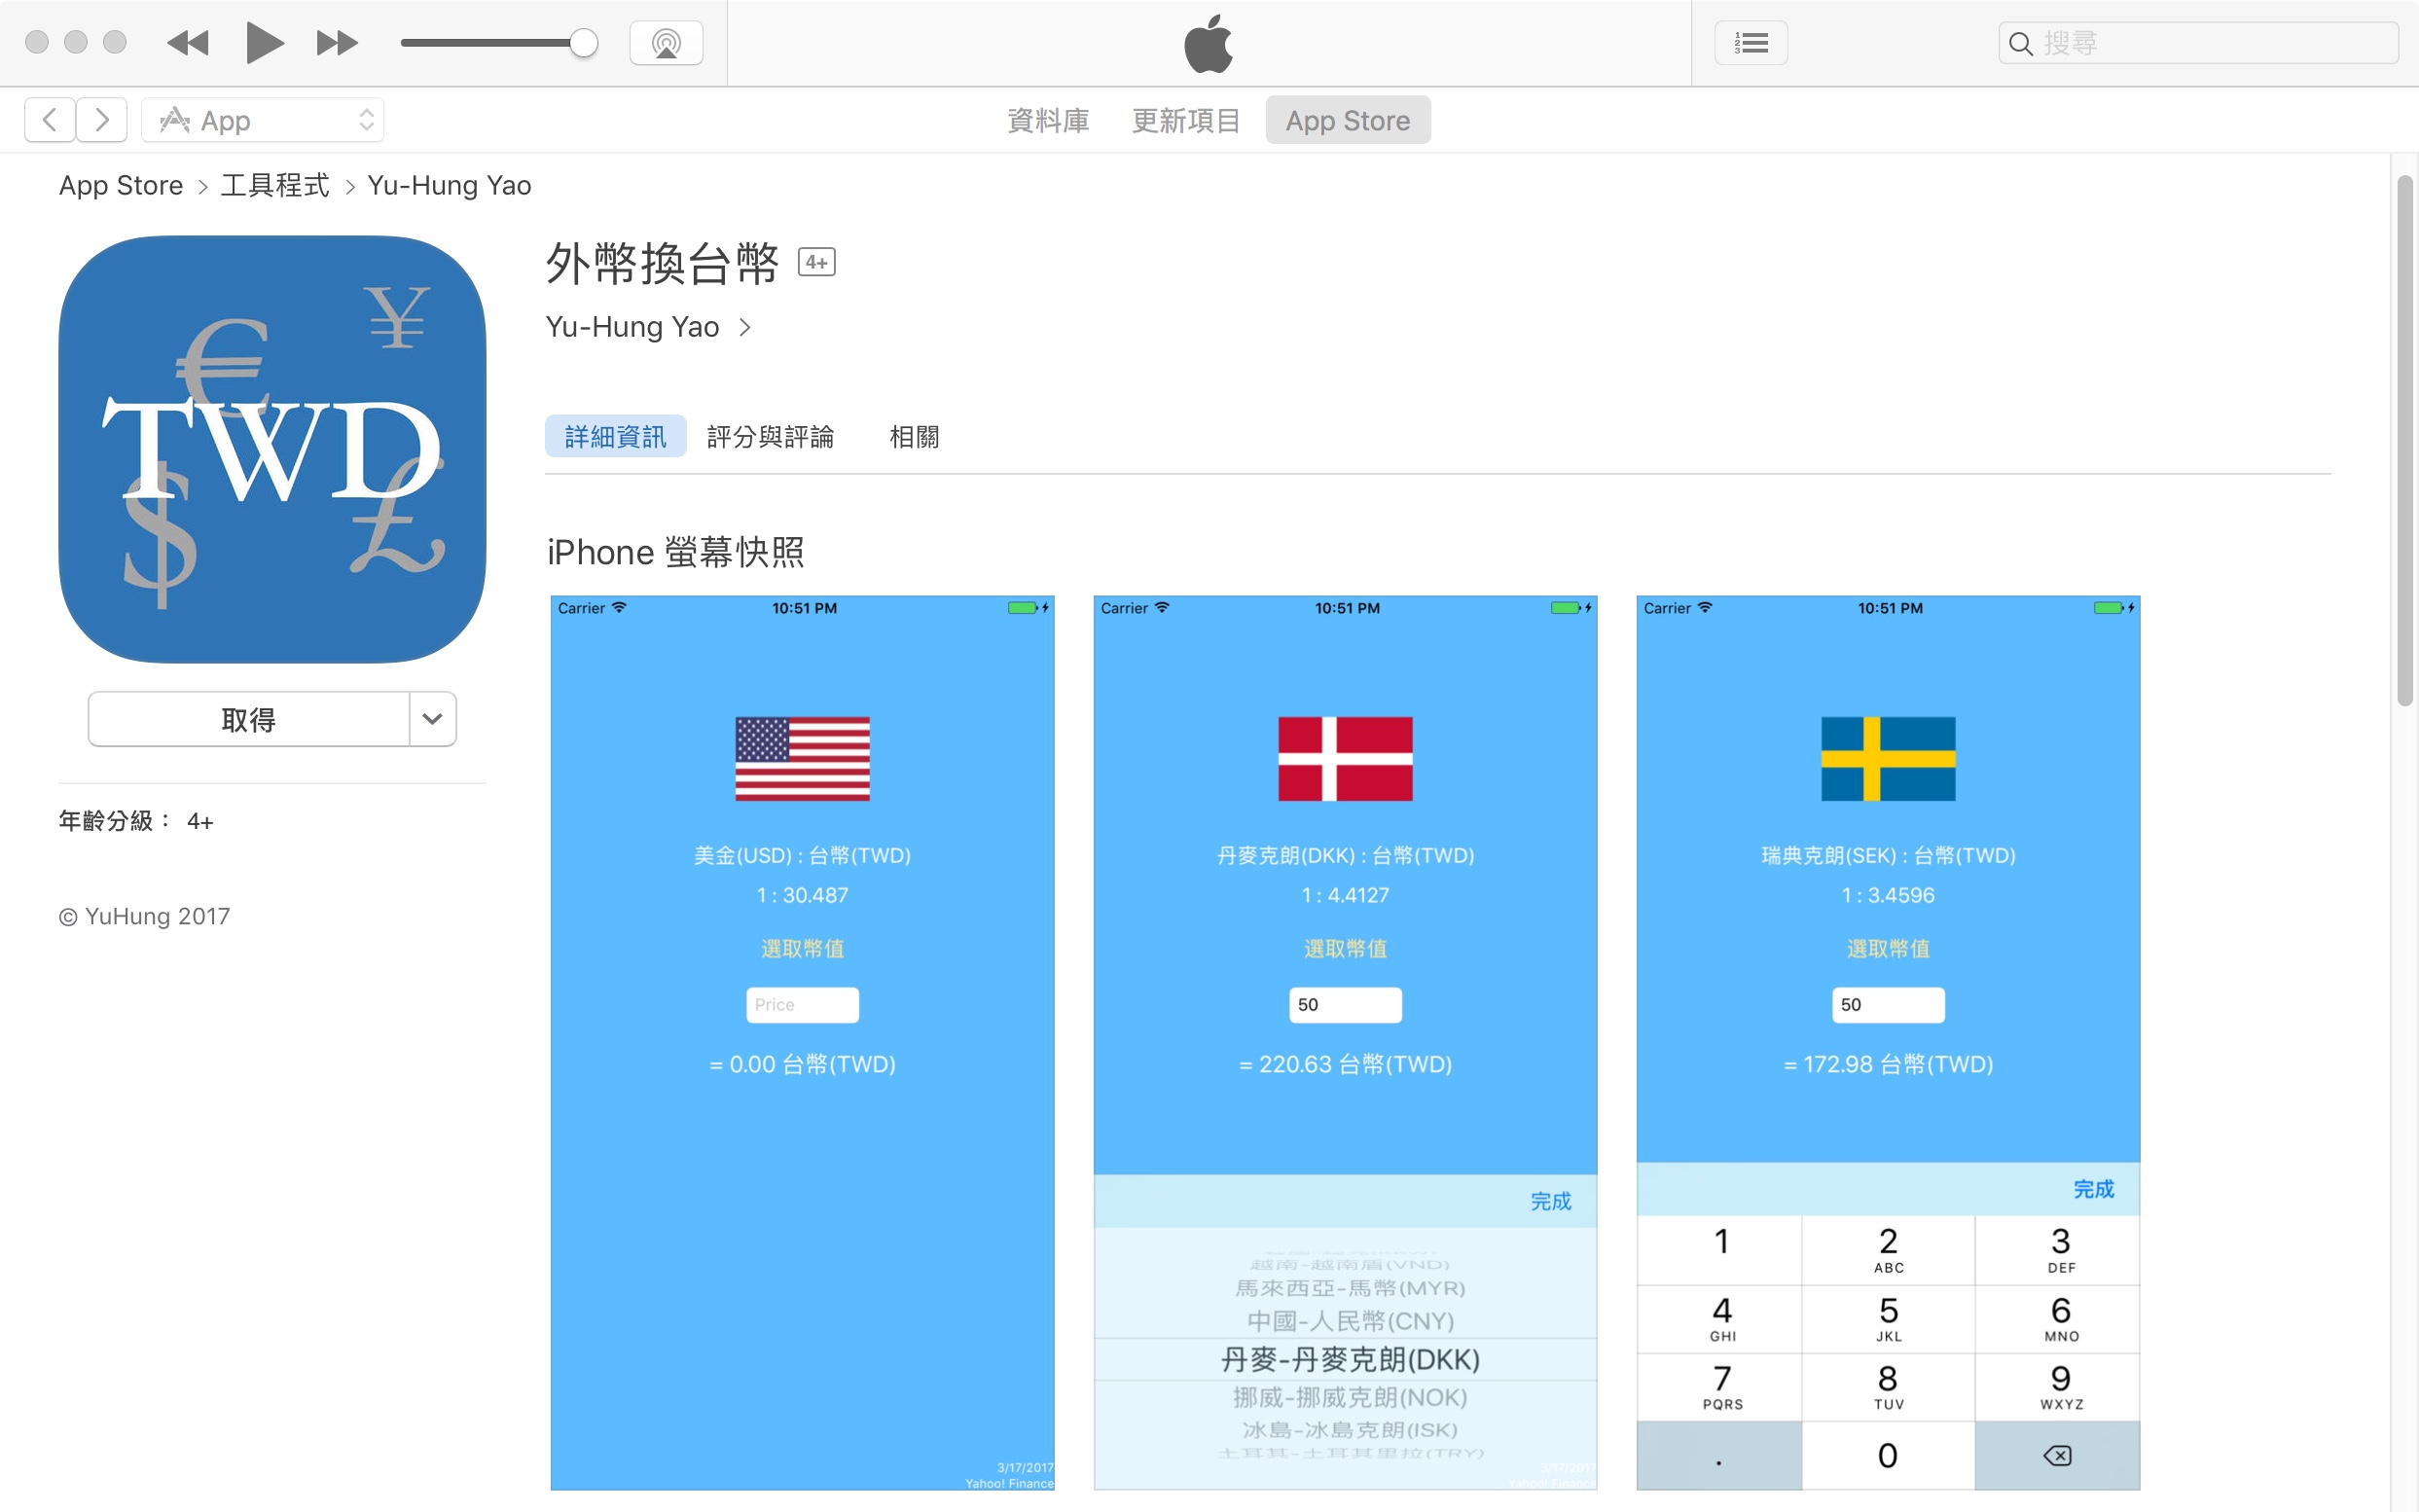 搜尋
App
資料庫
更新項目
App Store
App Store > 工具程式 > Yu-Hung Yao
€ ¥
TWD
$ £
取得
年齡分級： 4+
© YuHung 2017
外幣換台幣 4+
Yu-Hung Yao >
詳細資訊
評分與評論
相關
iPhone 螢幕快照
Carrier 10:51 PM
美金(USD) : 台幣(TWD)
1 : 30.487
選取幣值
Price
= 0.00 台幣(TWD)
3/17/2017
Yahoo! Finance
Carrier 10:51 PM
丹麥克朗(DKK) : 台幣(TWD)
1 : 4.4127
選取幣值
50
= 220.63 台幣(TWD)
完成
越南-越南盾(VND)
馬來西亞-馬幣(MYR)
中國-人民幣(CNY)
丹麥-丹麥克朗(DKK)
挪威-挪威克朗(NOK)
冰島-冰島克朗(ISK)
土耳其-土耳其里拉(TRY)
3/17/2017
Yahoo! Finance
Carrier 10:51 PM
瑞典克朗(SEK) : 台幣(TWD)
1 : 3.4596
選取幣值
50
= 172.98 台幣(TWD)
完成
1 2 3
ABC DEF
4 5 6
GHI JKL MNO
7 8 9
PQRS TUV WXYZ
. 0